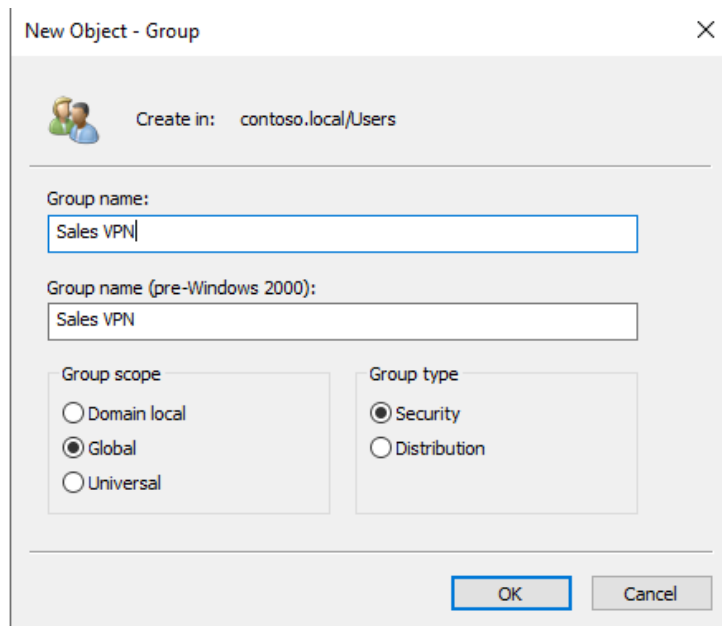 New Object - Group
Create in: contoso.local/Users
Group name:
Sales VPN
Group name (pre-Windows 2000):
Sales VPN
Group scope
Domain local
Global
Universal
Group type
Security
Distribution
OK Cancel